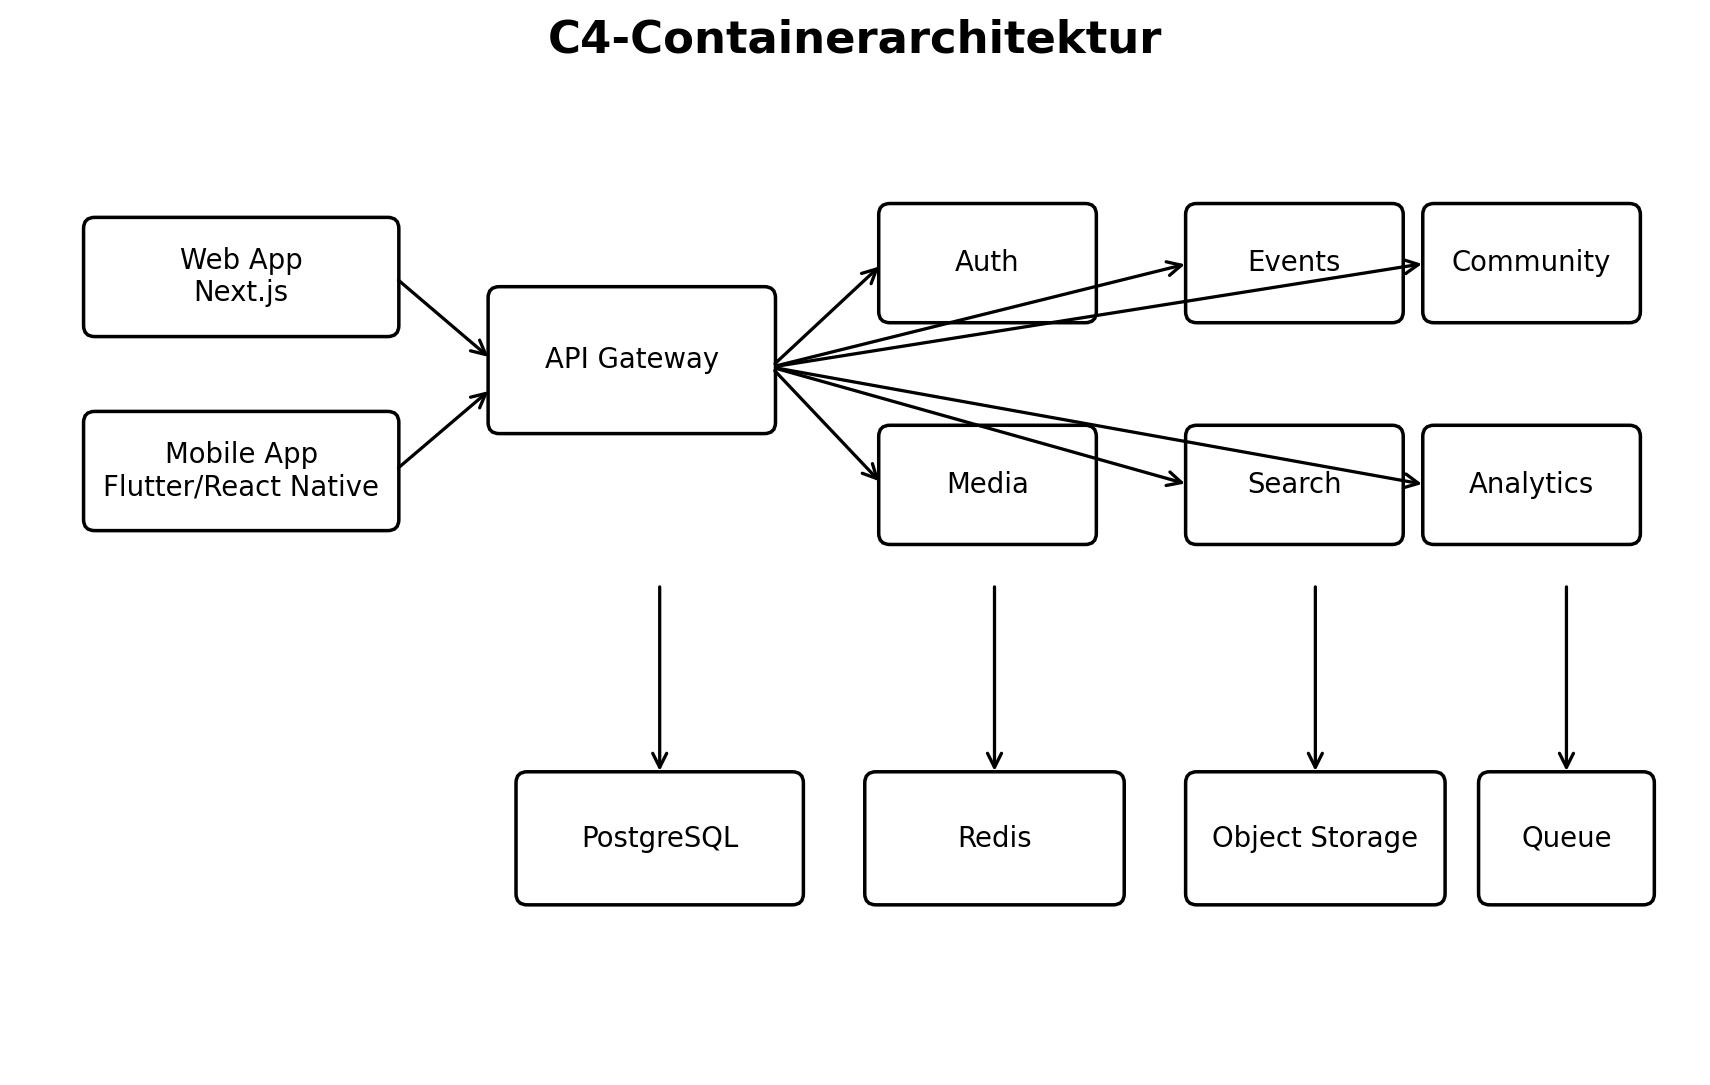 C4-Containerarchitektur
Web App
Next.js
Mobile App
Flutter/React Native
API Gateway
Auth
Events
Community
Media
Search
Analytics
PostgreSQL
Redis
Object Storage
Queue